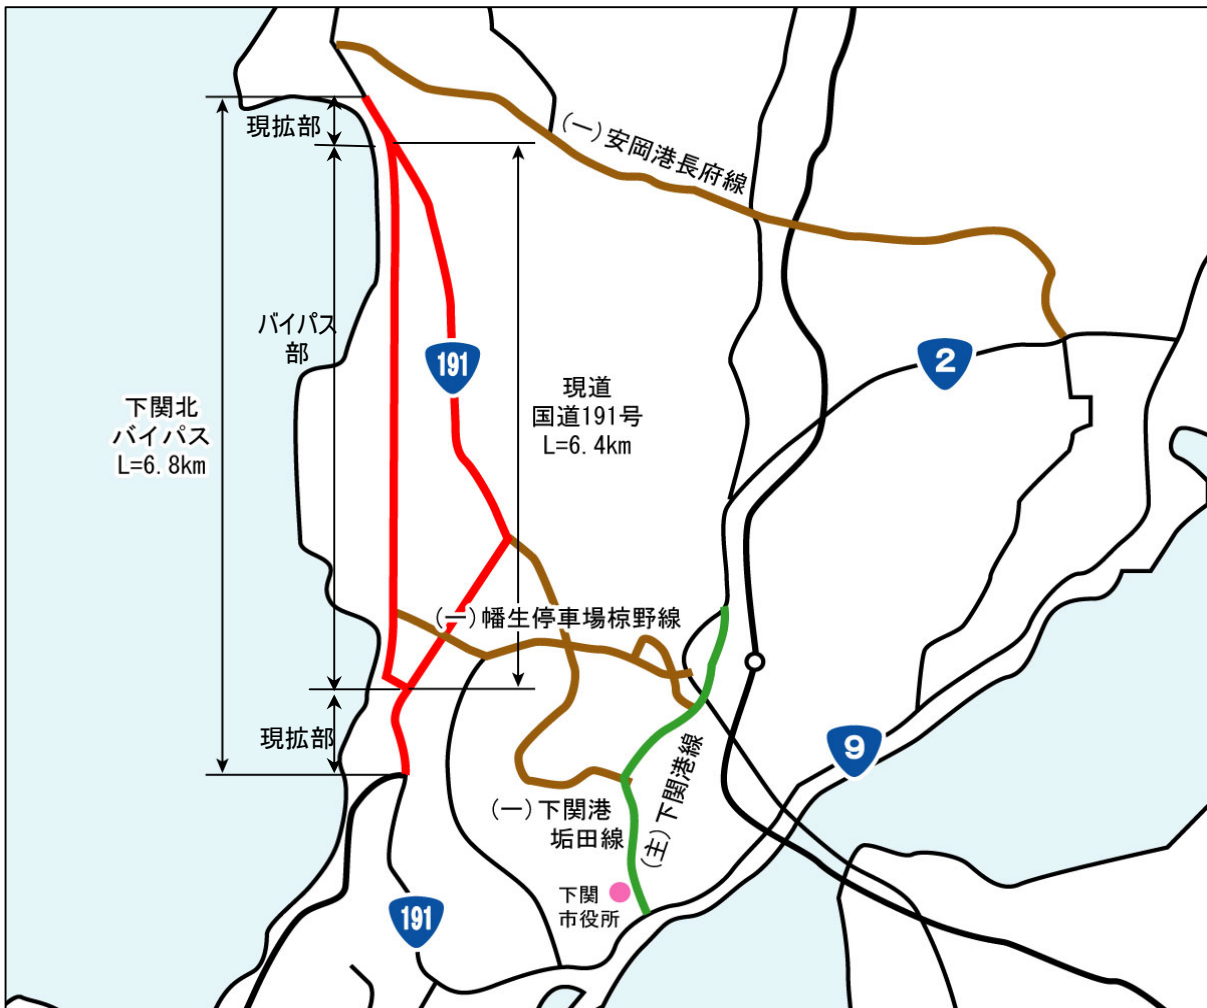 現拡部
(一)安岡港長府線
バイパス
部
191
2
現道
国道191号
L=6.4km
下関北
バイパス
L=6.8km
(一)幡生停車場椋野線
現拡部
9
(一)下関港
垢田線
(主)下関港線
下関
市役所
191